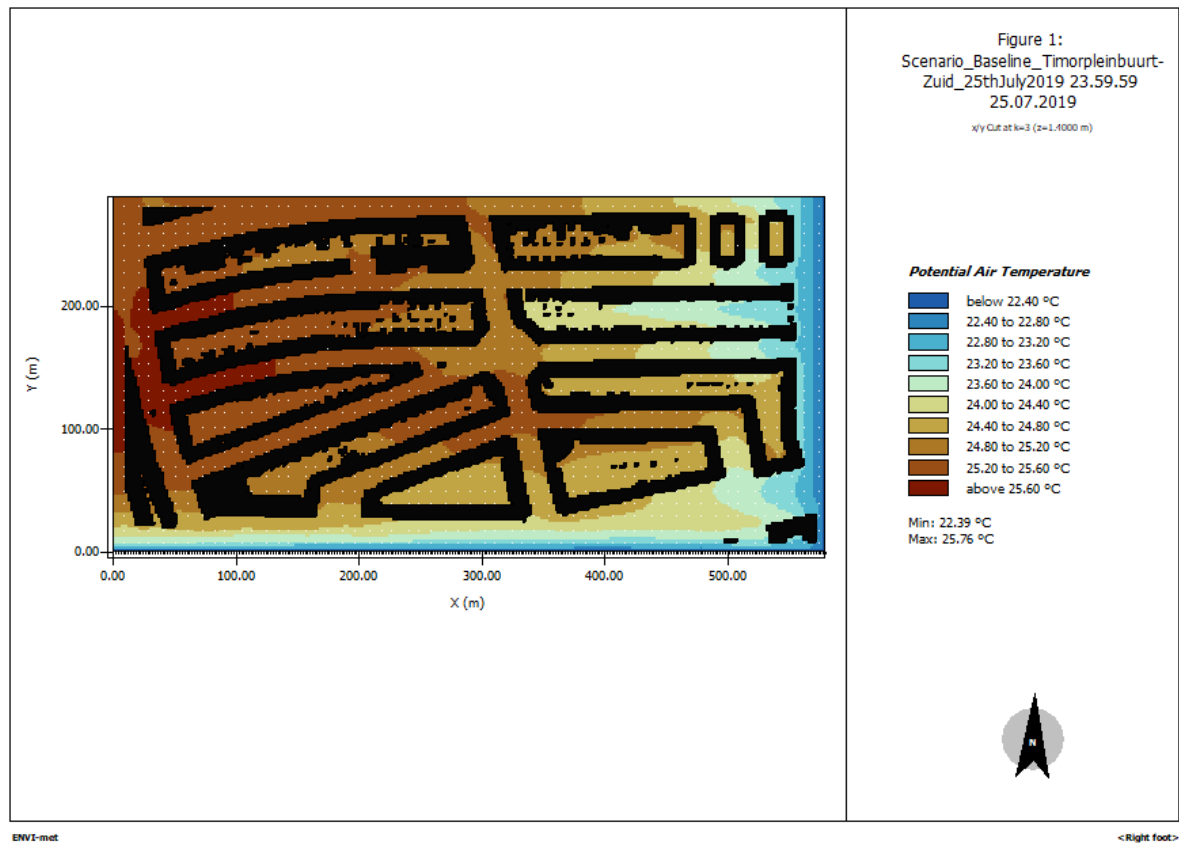 Figure 1:
Scenario_Baseline_Timorpleinbuurt-
Zuid_25thJuly2019 23.59.59
25.07.2019
x/y Cut at k=3 (z=1.4000 m)
200.00
100.00
0.00
Y (m)
0.00 100.00 200.00 300.00 400.00 500.00
X (m)
Potential Air Temperature
below 22.40 °C
22.40 to 22.80 °C
22.80 to 23.20 °C
23.20 to 23.60 °C
23.60 to 24.00 °C
24.00 to 24.40 °C
24.40 to 24.80 °C
24.80 to 25.20 °C
25.20 to 25.60 °C
above 25.60 °C
Min: 22.39 °C
Max: 25.76 °C
N
ENVI-met
<Right foot>